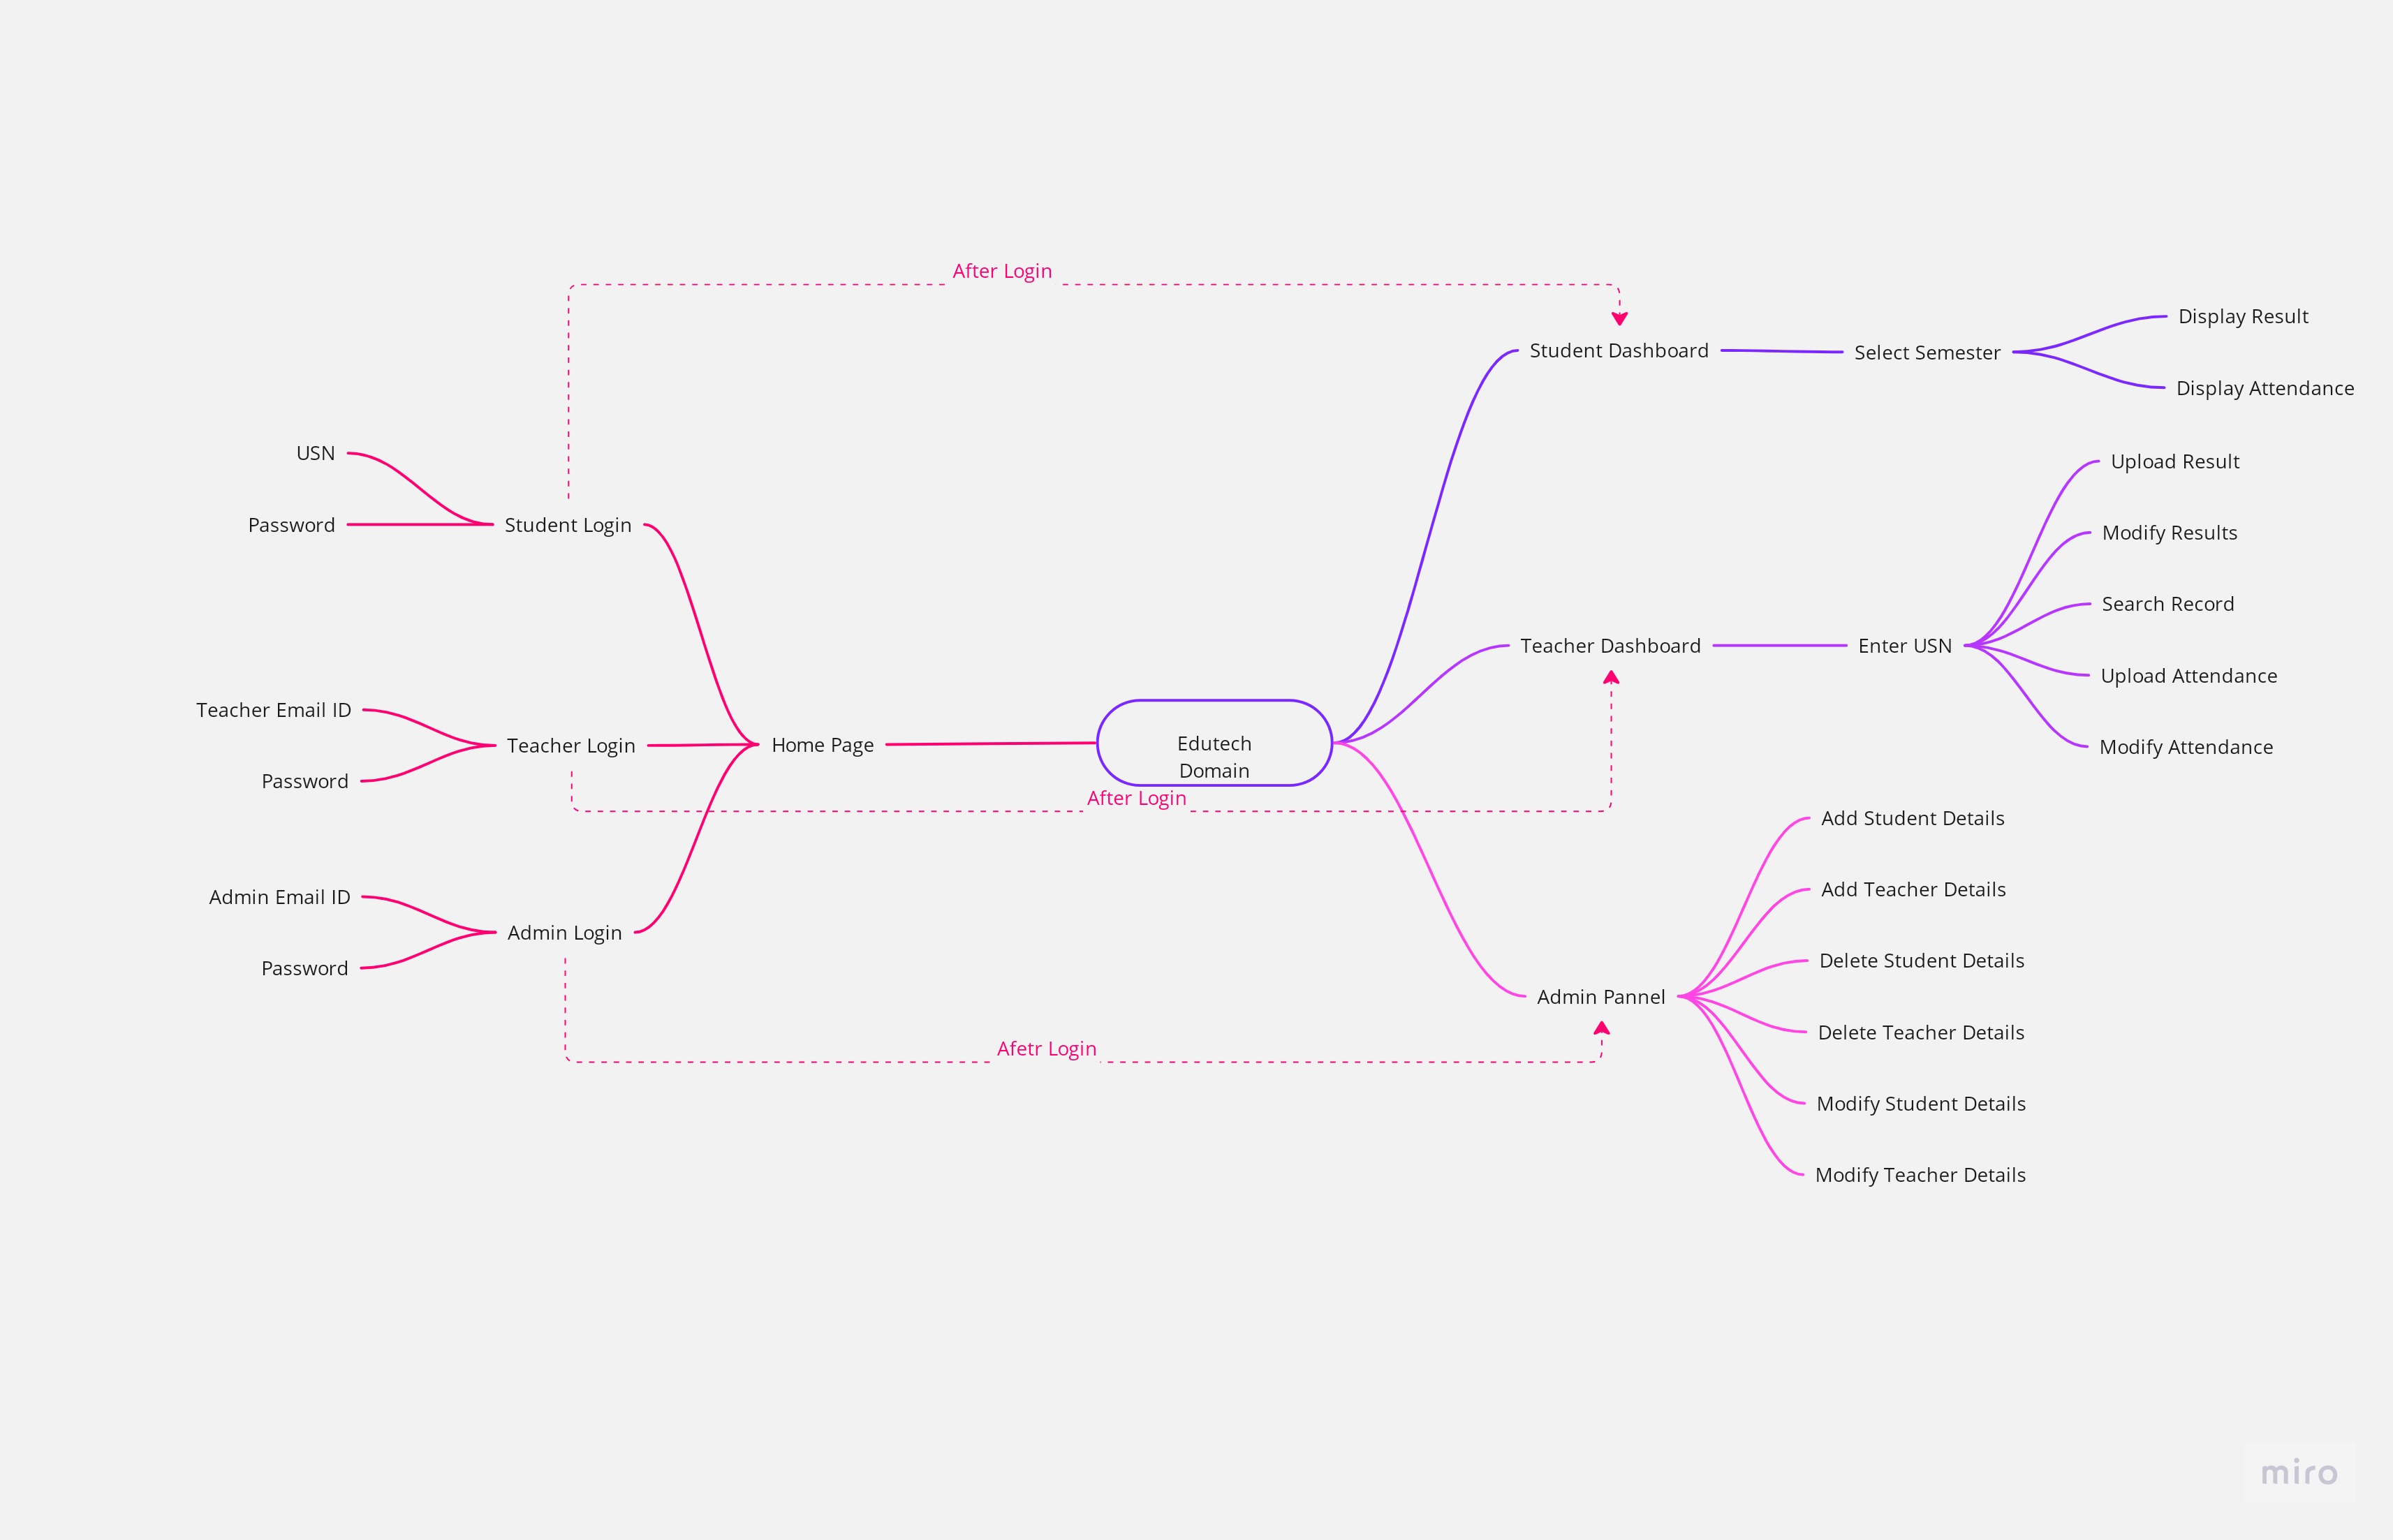 After Login
Student Dashboard
Select Semester
Display Result
Display Attendance
USN
Password
Student Login
Upload Result
Modify Results
Search Record
Upload Attendance
Modify Attendance
Teacher Dashboard
Enter USN
Teacher Email ID
Password
Teacher Login
Home Page
Edutech
Domain
After Login
Admin Email ID
Password
Admin Login
Add Student Details
Add Teacher Details
Delete Student Details
Delete Teacher Details
Modify Student Details
Modify Teacher Details
Admin Pannel
Afetr Login
miro